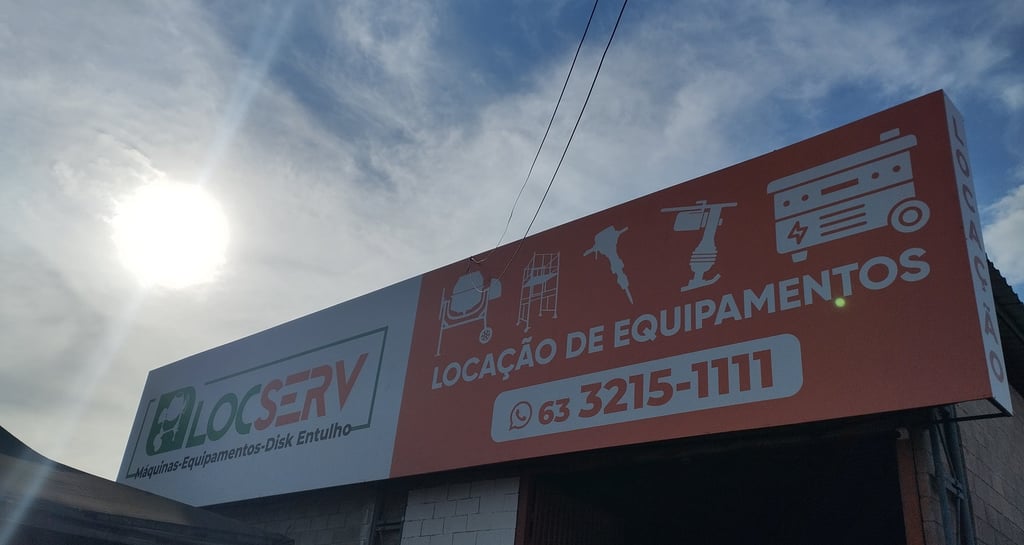 LOCSERV
Máquinas-Equipamentos-Disk Entulho
LOCAÇÃO DE EQUIPAMENTOS
63 3215-1111
LOCAÇÃO